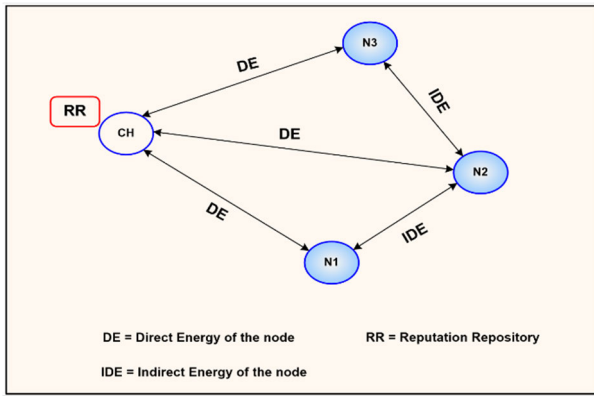 N3
DE
IDE
RR
CH
DE
N2
DE
IDE
N1
DE = Direct Energy of the node
RR = Reputation Repository
IDE = Indirect Energy of the node